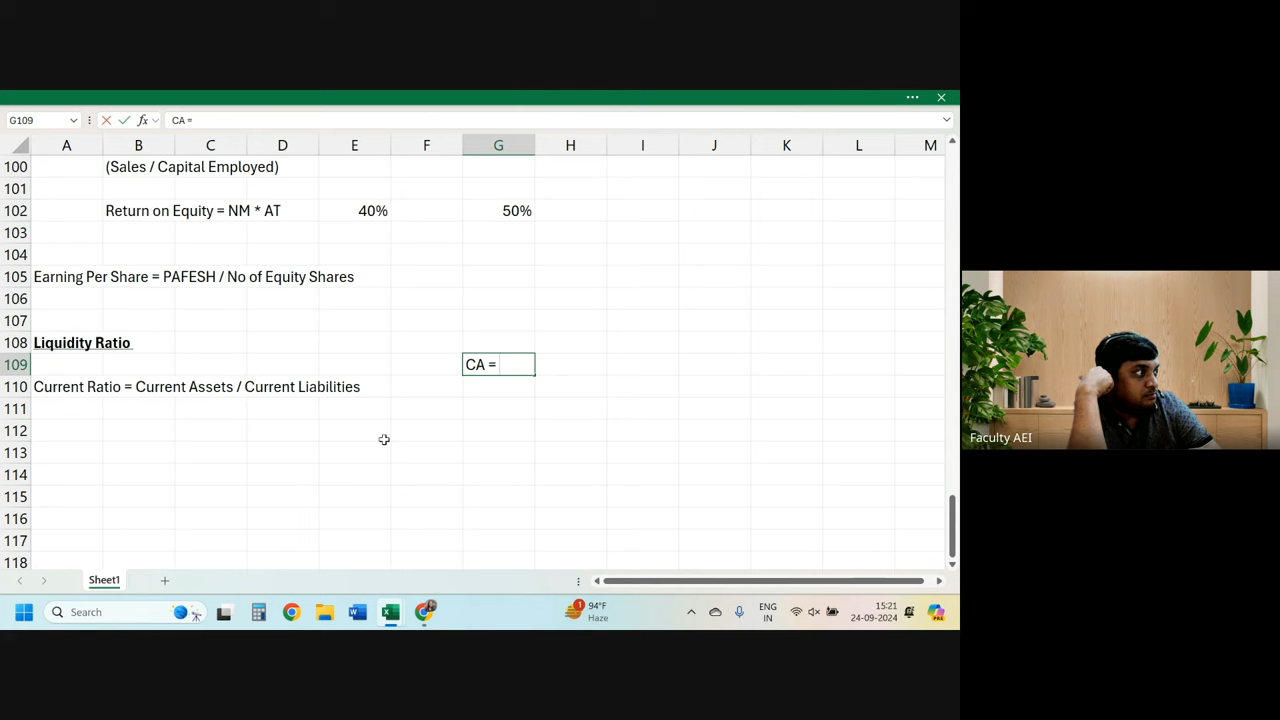 G109
fx
CA =
A B C D E F G H I J K L M
100 (Sales / Capital Employed)
101
102 Return on Equity = NM * AT 40% 50%
103
104
105 Earning Per Share = PAFESH / No of Equity Shares
106
107
108 Liquidity Ratio
109 CA =
110 Current Ratio = Current Assets / Current Liabilities
111
112
113
114
115
116
117
118
Faculty AEI
Sheet1
Search
1 94°F
Haze
ENG
IN
15:21
24-09-2024
PRE